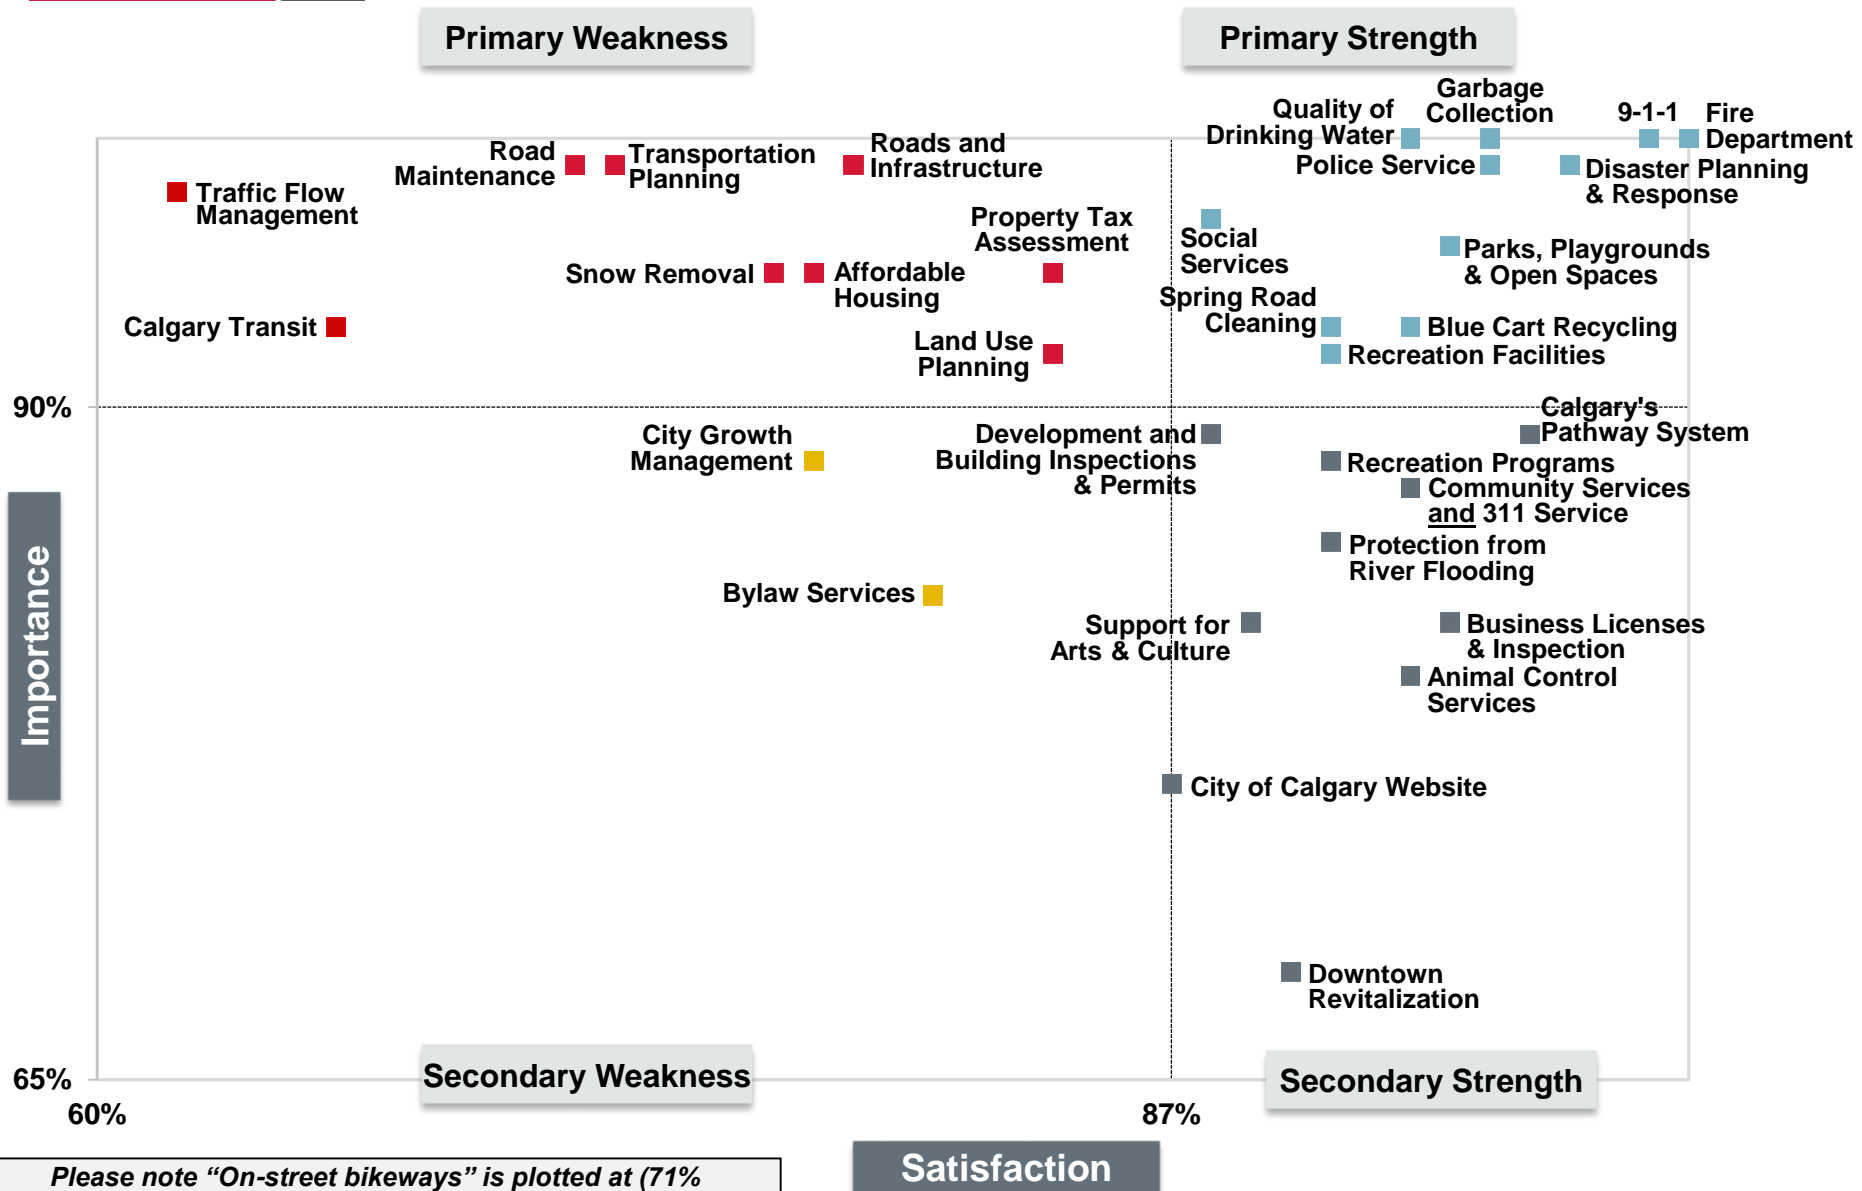 Primary Weakness
Primary Strength
Garbage
Collection
Quality of
Drinking Water
9-1-1
Fire
Department
Road
Maintenance
Transportation
Planning
Roads and
Infrastructure
Police Service
Disaster Planning
& Response
Traffic Flow
Management
Property Tax
Assessment
Social
Services
Parks, Playgrounds
& Open Spaces
Snow Removal
Affordable
Housing
Spring Road
Cleaning
Calgary Transit
Blue Cart Recycling
Land Use
Planning
Recreation Facilities
90%
Calgary's
Pathway System
City Growth
Management
Development and
Building Inspections
& Permits
Recreation Programs
Community Services
and 311 Service
Protection from
River Flooding
Importance
Bylaw Services
Support for
Arts & Culture
Business Licenses
& Inspection
Animal Control
Services
City of Calgary Website
Downtown
Revitalization
65%
Secondary Weakness
Secondary Strength
60%
87%
Satisfaction
Please note “On-street bikeways” is plotted at (71%